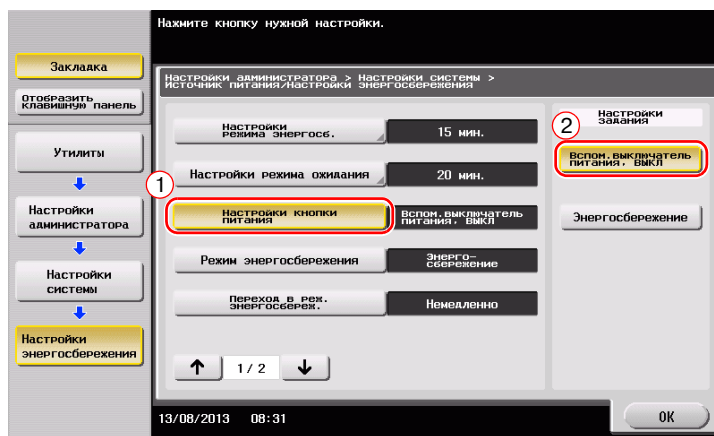 Нажмите кнопку нужной настройки.
Закладка
Отобразить
клавишную панель
Утилиты
Настройки
администратора
Настройки
системы
Настройки
энергосбережения
Настройки администратора > Настройки системы >
Источник питания/Настройки энергосбережения
Настройки
режима энергосб.
15 мин.
Настройки режима ожидания
20 мин.
1
Настройки кнопки
питания
Вспом.выключатель
питания, ВЫКЛ
Режим энергосбережения
Энерго-
сбережение
Переход в реж.
энергосбереж.
Немедленно
1/2
Настройки
задания
2
Вспом.выключатель
питания, ВЫКЛ
Энергосбережение
13/08/2013 08:31
OK